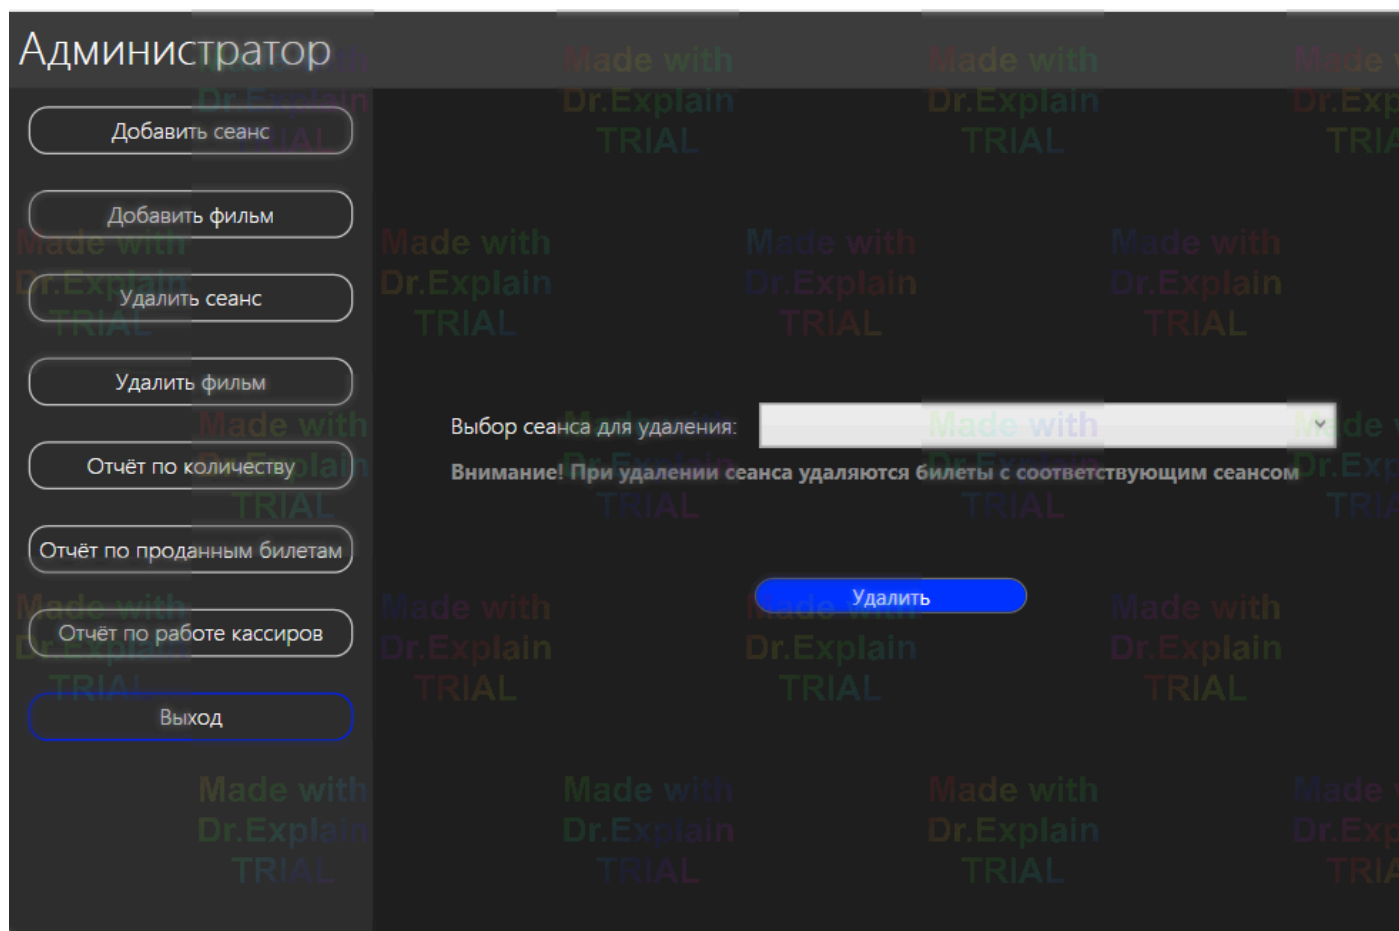 Администратор
Добавить сеанс
Добавить фильм
Удалить сеанс
Удалить фильм
Отчёт по количеству
Отчёт по проданным билетам
Отчёт по работе кассиров
Выход
Выбор сеанса для удаления:
Внимание! При удалении сеанса удаляются билеты с соответствующим сеансом
Удалить
Made with
Dr.Explain
TRIAL